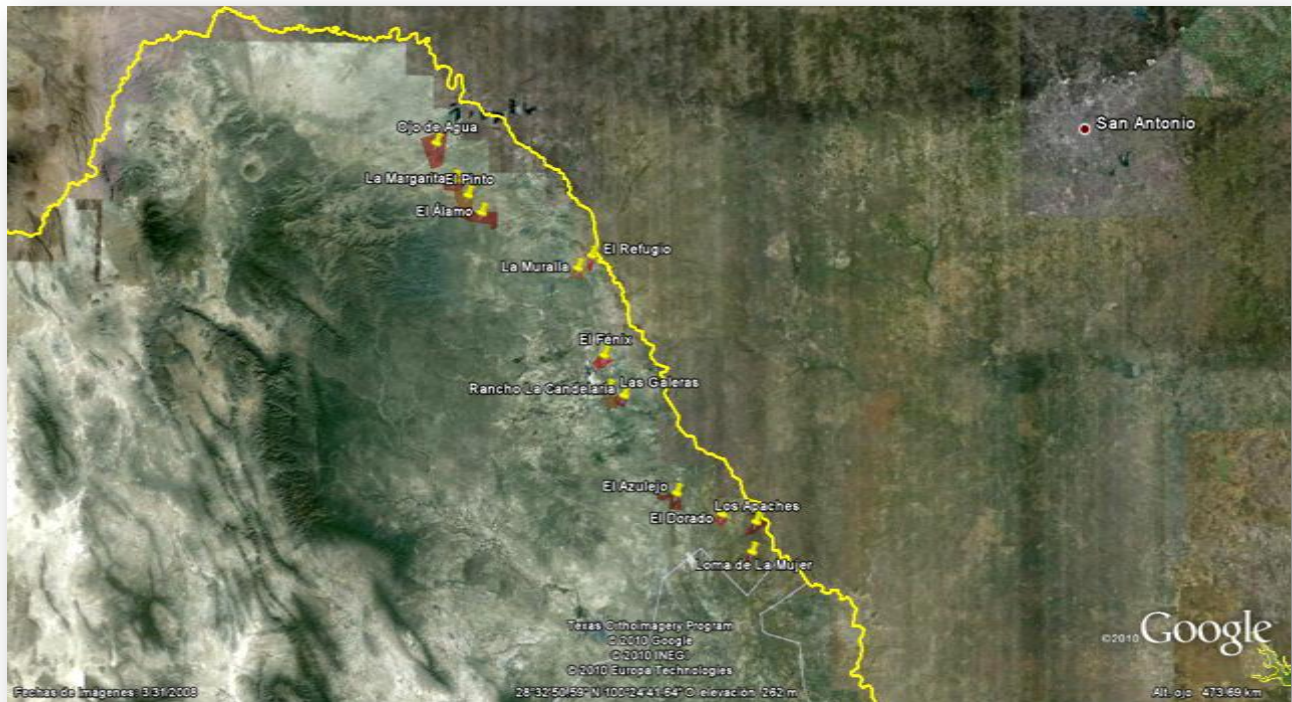 San Antonio
Ojo de Agua
La Margarita
El Pinto
El Álamo
El Refugio
La Muralla
El Fénix
Las Galeras
Rancho La Candelaria
El Azulejo
Los Apaches
El Dorado
Loma de La Mujer
Texas Orthoimagery Program
© 2010 Google
© 2010 INEGI
© 2010 Europa Technologies
©2010 Google
Fechas de imágenes: 3/31/2008
28°32'50.59" N 100°24'41.64" O elevación 262 m
Alt. ojo 473.69 km